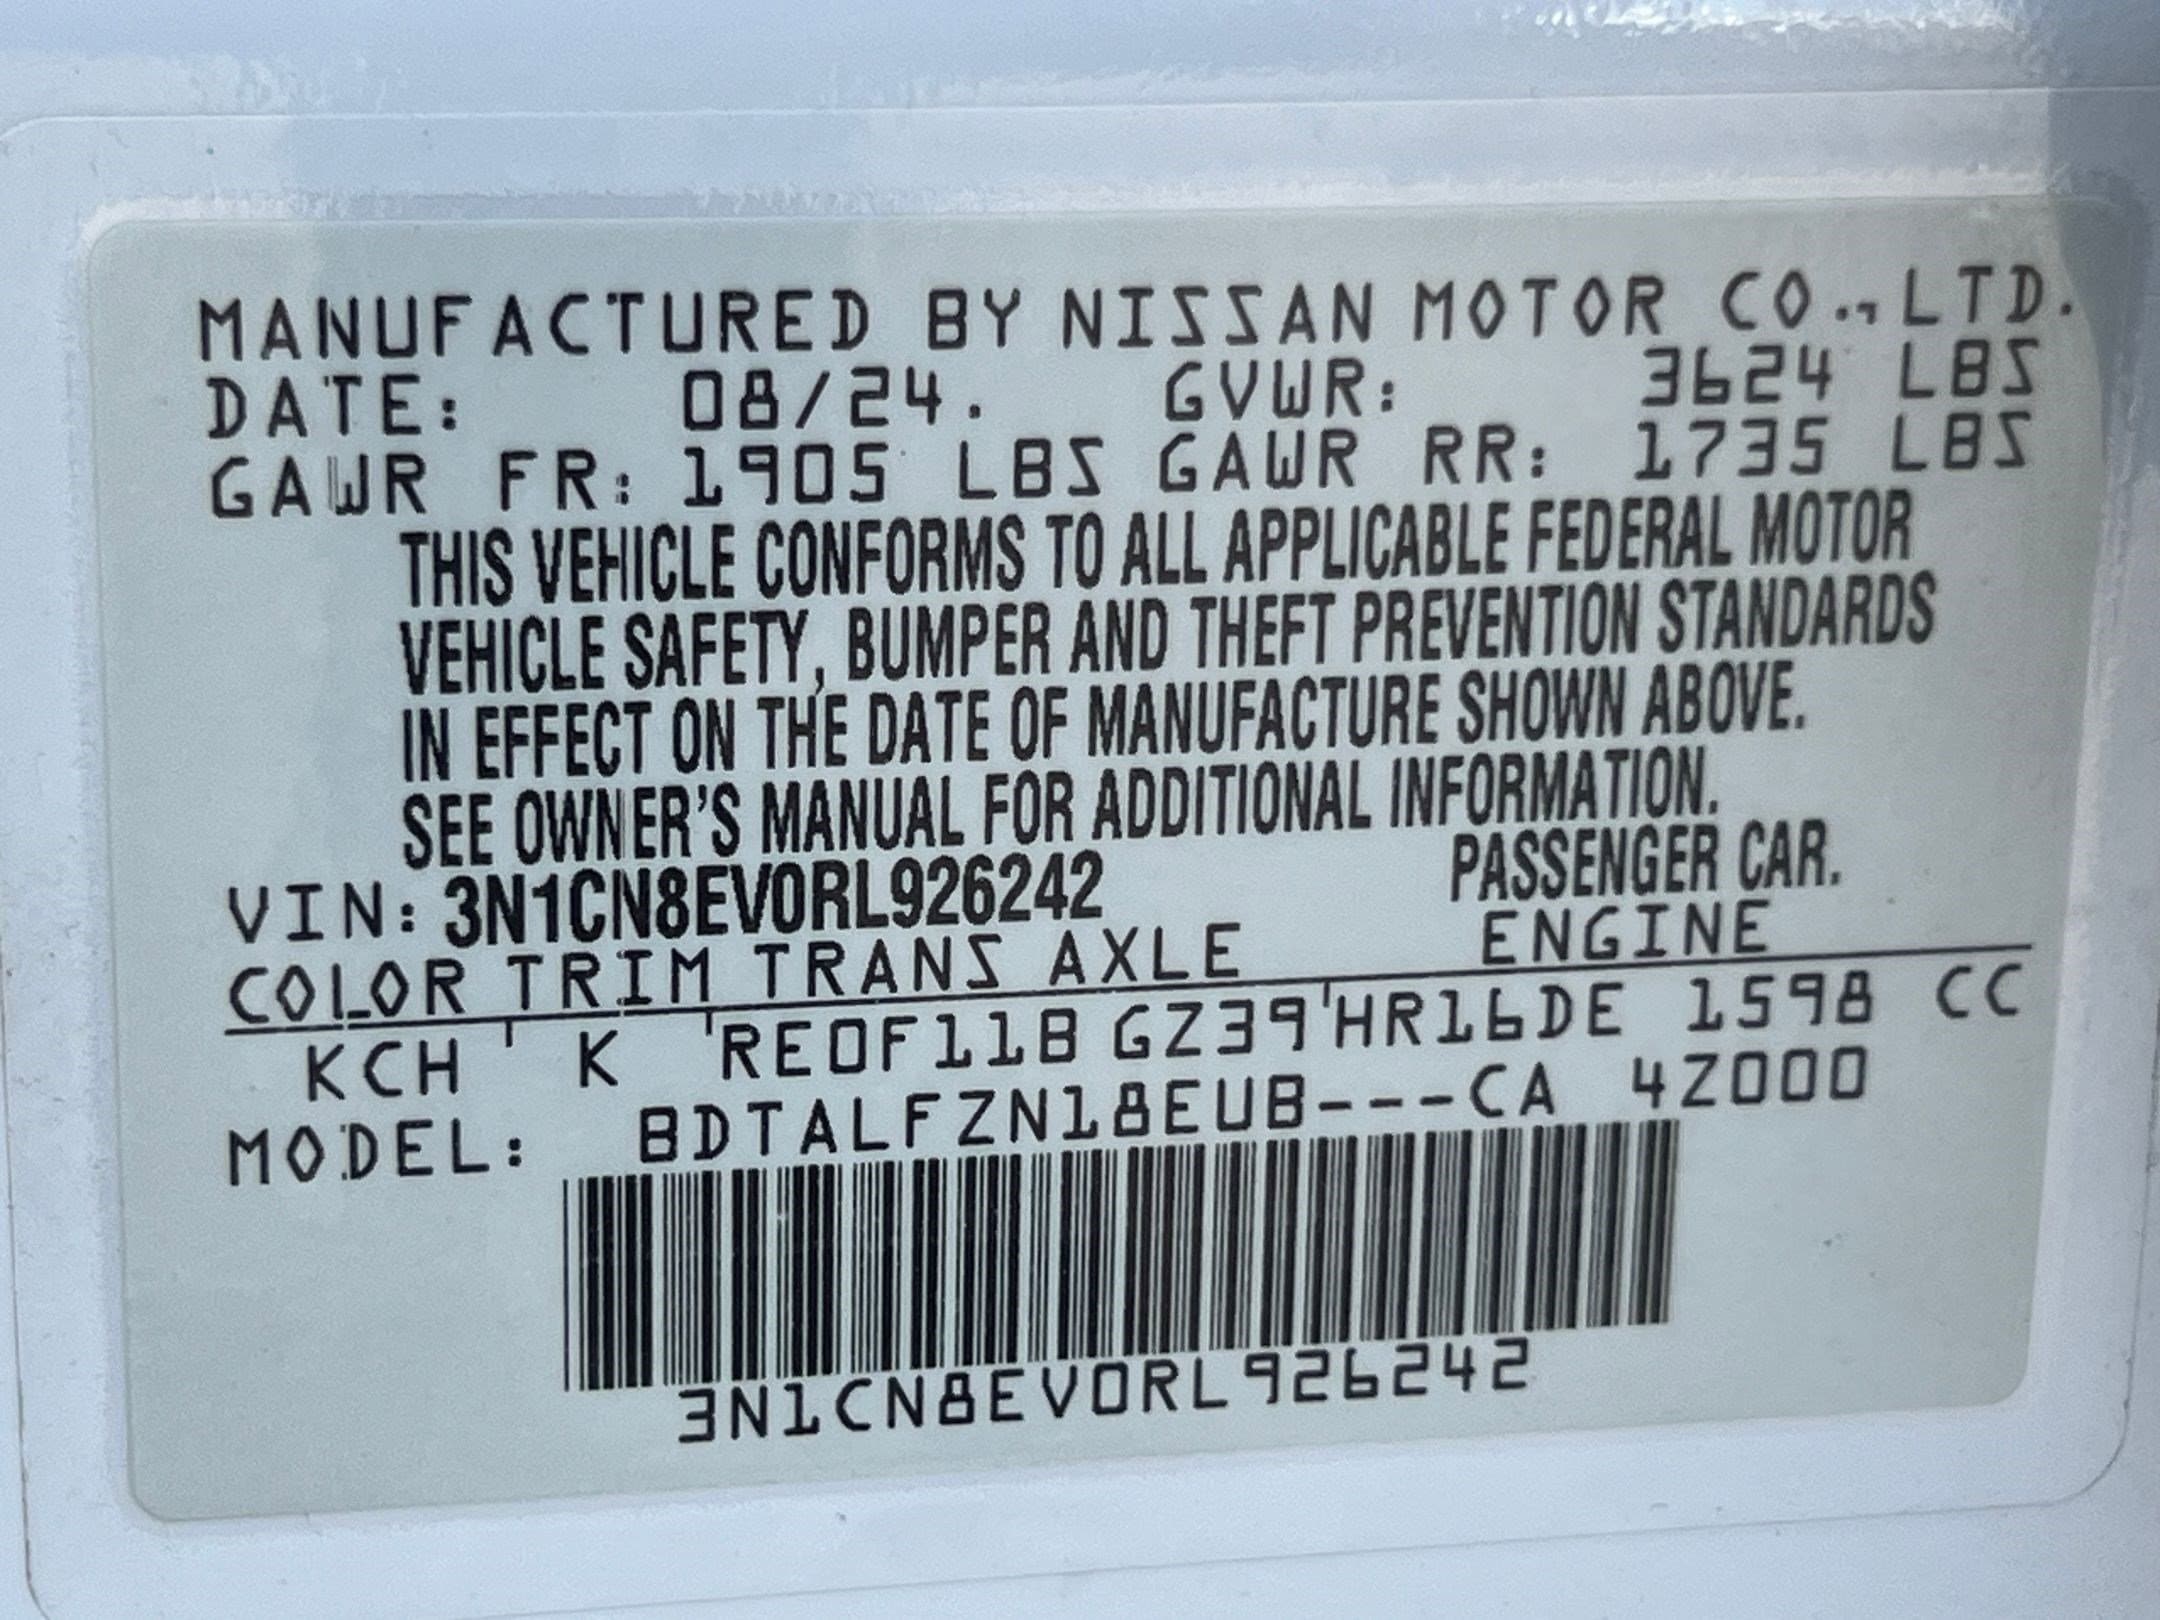 MANUFACTURED BY NISSAN MOTOR CO.,LTD.
DATE: 08/24. GVWR: 3624 LBS
GAWR FR: 1905 LBS GAWR RR: 1735 LBS
THIS VEHICLE CONFORMS TO ALL APPLICABLE FEDERAL MOTOR
VEHICLE SAFETY, BUMPER AND THEFT PREVENTION STANDARDS
IN EFFECT ON THE DATE OF MANUFACTURE SHOWN ABOVE.
SEE OWNER'S MANUAL FOR ADDITIONAL INFORMATION.
VIN: 3N1CN8EV0RL926242 PASSENGER CAR.
COLOR TRIM TRANS AXLE ENGINE
KCH ' K 'RE0F11B GZ39'HR16DE 1598 CC
MODEL: BDTALFZN18EUB---CA 4Z000
3N1CN8EV0RL926242